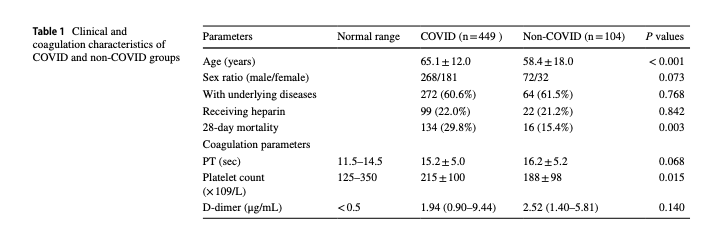 Table 1 Clinical and
coagulation characteristics of
COVID and non-COVID groups
Parameters Normal range COVID (n=449 ) Non-COVID (n=104) P values
Age (years) 65.1±12.0 58.4±18.0 <0.001
Sex ratio (male/female) 268/181 72/32 0.073
With underlying diseases 272 (60.6%) 64 (61.5%) 0.768
Receiving heparin 99 (22.0%) 22 (21.2%) 0.842
28-day mortality 134 (29.8%) 16 (15.4%) 0.003
Coagulation parameters
PT (sec) 11.5–14.5 15.2±5.0 16.2±5.2 0.068
Platelet count 125–350 215±100 188±98 0.015
(×109/L)
D-dimer (μg/mL) <0.5 1.94 (0.90–9.44) 2.52 (1.40–5.81) 0.140